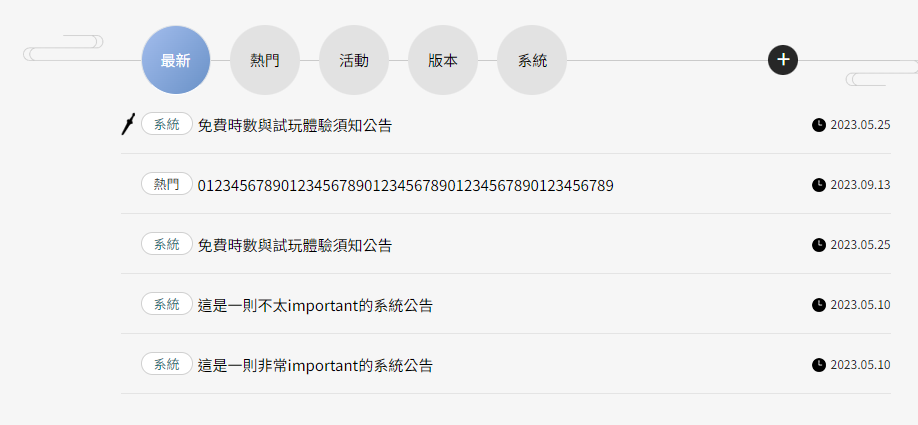 最新 熱門 活動 版本 系統 +
系統 免費時數與試玩體驗須知公告 2023.05.25
熱門 0123456789012345678901234567890123456789012345678​9 2023.09.13
系統 免費時數與試玩體驗須知公告 2023.05.25
系統 這是一則不太important的系統公告 2023.05.10
系統 這是一則非常important的系統公告 2023.05.10